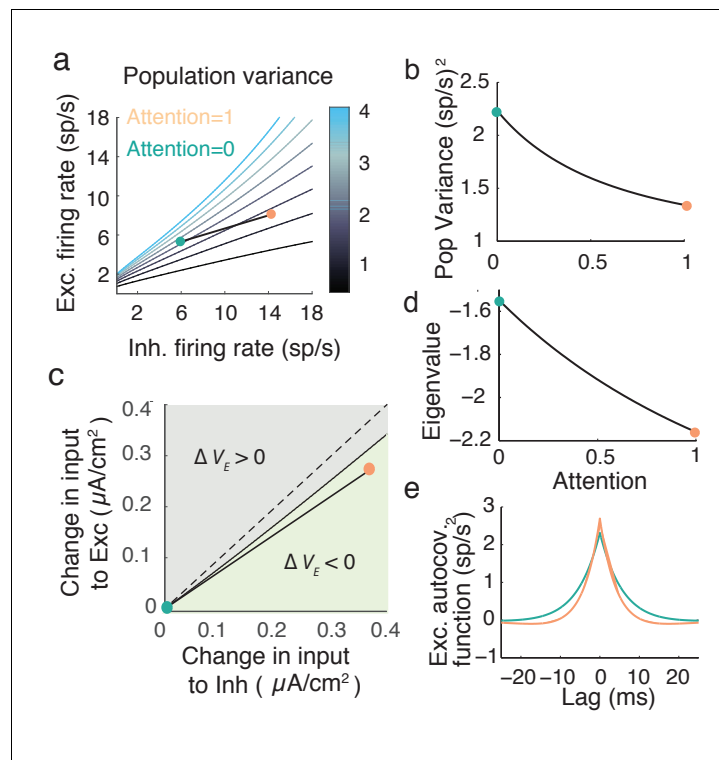 a
Population variance
Attention=1
Attention=0
Exc. firing rate (sp/s)
18
14
10
6
2
2 6 10 14 18
Inh. firing rate (sp/s)
4
3
2
1
b
Pop Variance (sp/s)²
2.5
2
1.5
1
0 0.5 1
c
Change in input
to Exc (μA/cm²)
0.4
0.3
0.2
0.1
0
ΔV_E > 0
ΔV_E < 0
0 0.1 0.2 0.3 0.4
Change in input
to Inh (μA/cm²)
d
Eigenvalue
−1.6
−1.8
−2
−2.2
0 0.5 1
Attention
e
Exc. autocov.
function (sp/s²)
3
2
1
0
−1
−20 −10 0 10 20
Lag (ms)